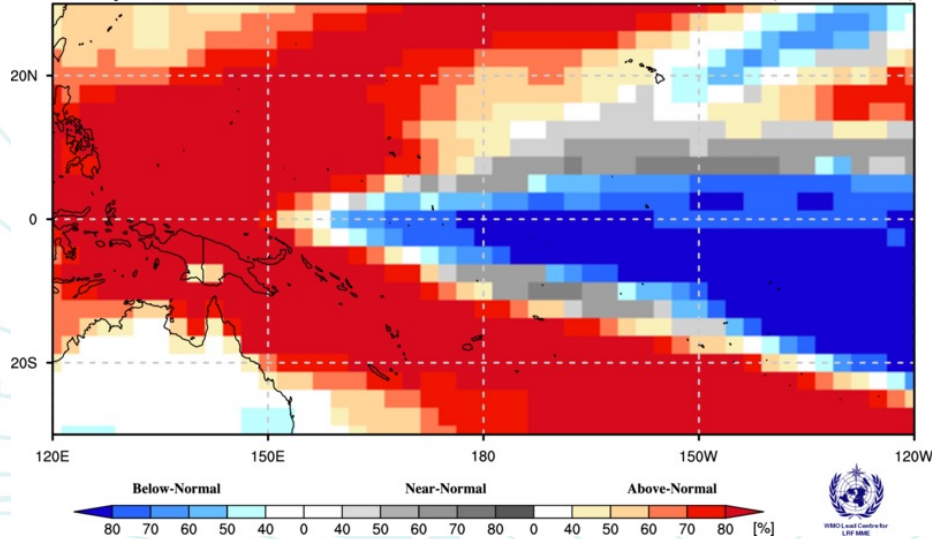 20N
0
20S
120E 150E 180 150W 120W
Below-Normal Near-Normal Above-Normal
80 70 60 50 40 0 40 50 60 70 80 0 40 50 60 70 80 [%]
WMO Lead Centre for
LRF MME